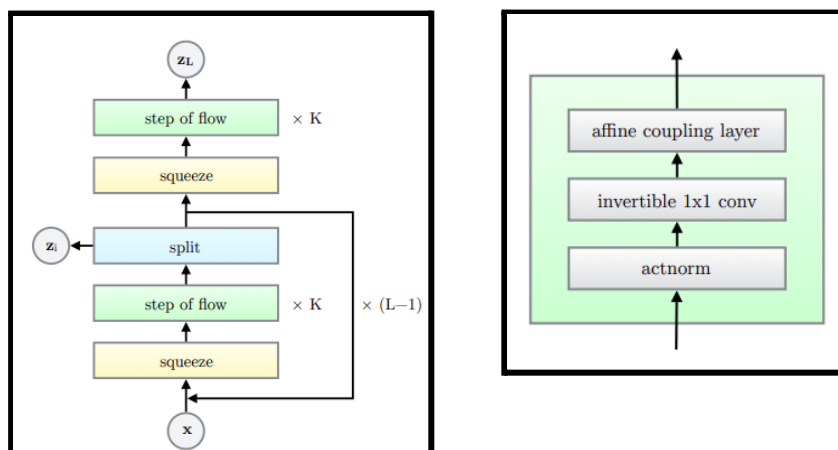 z_L
step of flow × K
squeeze
z_i split
× (L−1)
step of flow × K
squeeze
x
affine coupling layer
invertible 1x1 conv
actnorm